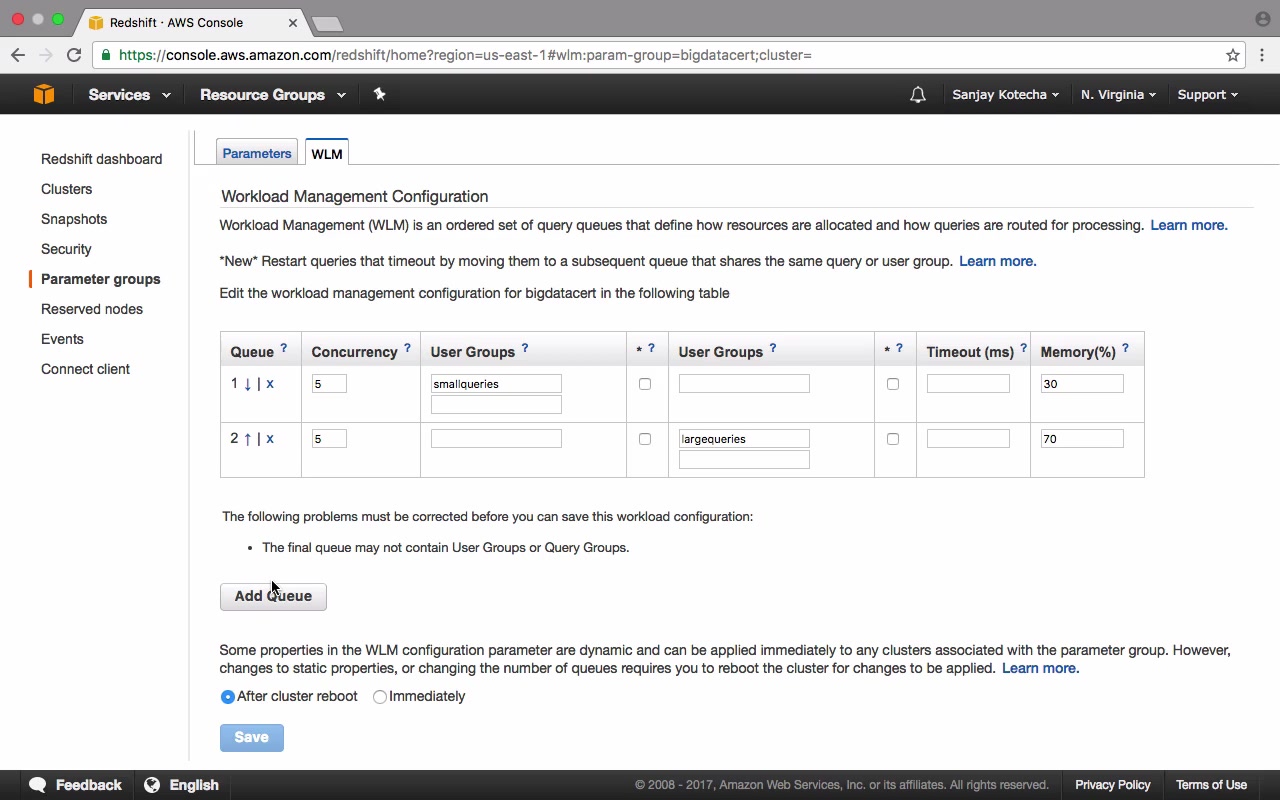 Redshift · AWS Console
https://console.aws.amazon.com/redshift/home?region=us-east-1#wlm:param-group=bigdatacert;cluster=
Services Resource Groups Sanjay Kotecha N. Virginia Support
Redshift dashboard
Clusters
Snapshots
Security
Parameter groups
Reserved nodes
Events
Connect client
Parameters WLM
Workload Management Configuration
Workload Management (WLM) is an ordered set of query queues that define how resources are allocated and how queries are routed for processing. Learn more.
*New* Restart queries that timeout by moving them to a subsequent queue that shares the same query or user group. Learn more.
Edit the workload management configuration for bigdatacert in the following table
Queue ? Concurrency ? User Groups ? * ? User Groups ? * ? Timeout (ms) ? Memory(%) ?
1 ↓ | x 5 smallqueries 30
2 ↑ | x 5 largequeries 70
The following problems must be corrected before you can save this workload configuration:
• The final queue may not contain User Groups or Query Groups.
Add Queue
Some properties in the WLM configuration parameter are dynamic and can be applied immediately to any clusters associated with the parameter group. However,
changes to static properties, or changing the number of queues requires you to reboot the cluster for changes to be applied. Learn more.
After cluster reboot Immediately
Save
Feedback English © 2008 - 2017, Amazon Web Services, Inc. or its affiliates. All rights reserved. Privacy Policy Terms of Use